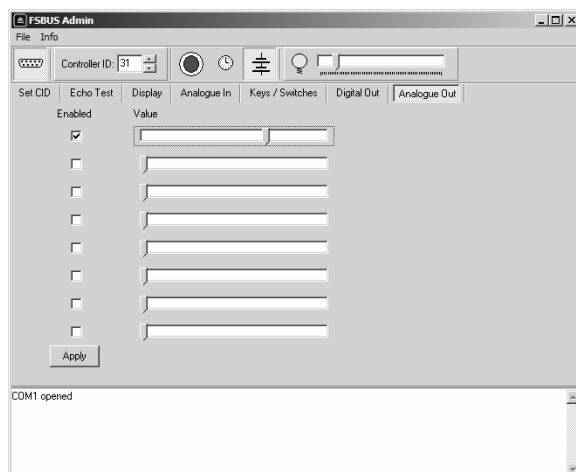 FSBUS Admin
File Info
Controller ID: 31
Set CID Echo Test Display Analogue In Keys / Switches Digital Out Analogue Out
Enabled Value
Apply
COM1 opened